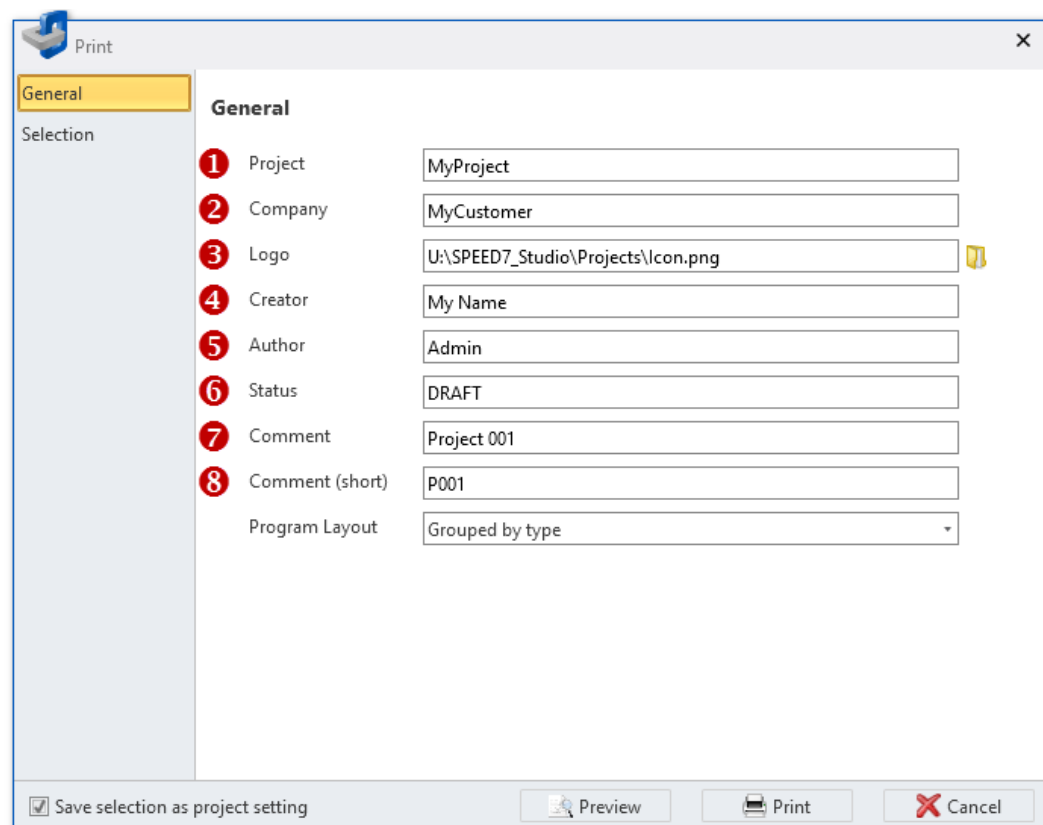 Print
General
Selection
General
1 Project MyProject
2 Company MyCustomer
3 Logo U:\SPEED7_Studio\Projects\Icon.png
4 Creator My Name
5 Author Admin
6 Status DRAFT
7 Comment Project 001
8 Comment (short) P001
Program Layout Grouped by type
Save selection as project setting Preview Print Cancel